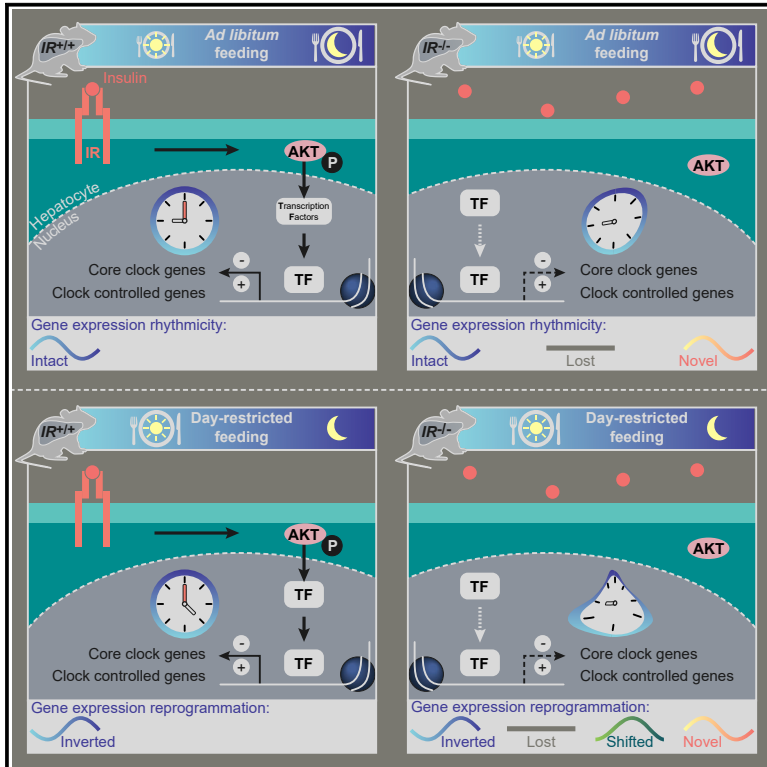 IR+/+
Ad libitum
feeding
Insulin
IR
AKT
P
Hepatocyte
Nucleus
Transcription
Factors
-
Core clock genes
+
TF
Clock controlled genes
Gene expression rhythmicity:
Intact
IR-/-
Ad libitum
feeding
AKT
TF
-
TF
Core clock genes
+
Clock controlled genes
Gene expression rhythmicity:
Intact
Lost
Novel
IR+/+
Day-restricted
feeding
AKT
P
TF
-
Core clock genes
+
TF
Clock controlled genes
Gene expression reprogrammation:
Inverted
IR-/-
Day-restricted
feeding
AKT
TF
-
TF
Core clock genes
+
Clock controlled genes
Gene expression reprogrammation:
Inverted
Lost
Shifted
Novel